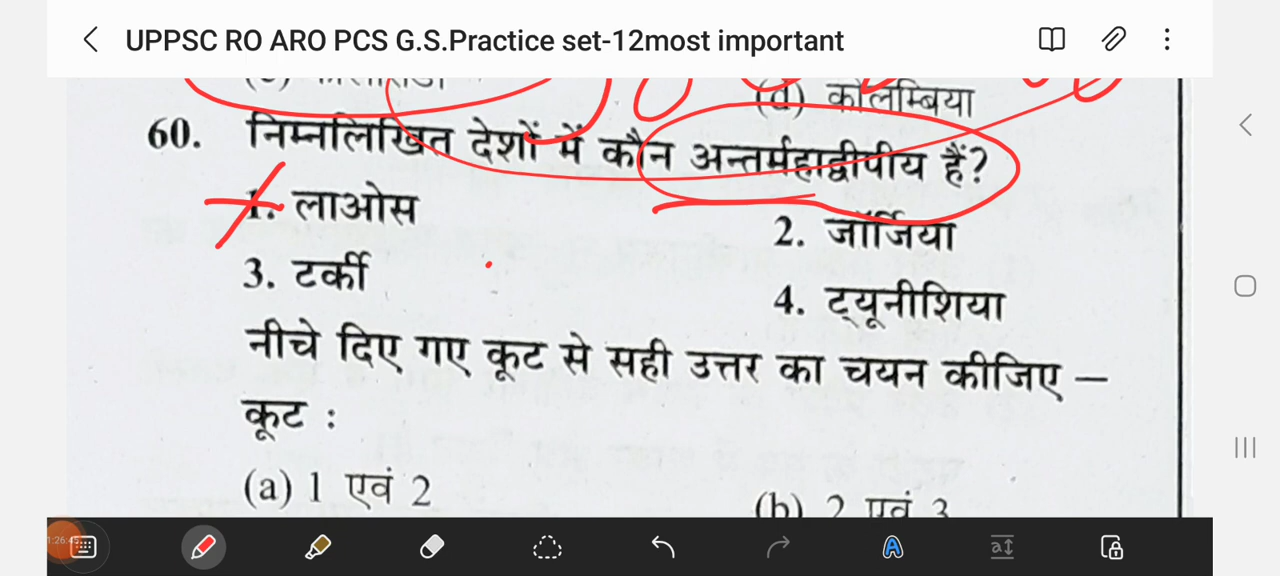 UPPSC RO ARO PCS G.S.Practice set-12most important
(d) कोलम्बिया
60. निम्नलिखित देशों में कौन अन्तर्महाद्वीपीय हैं?
1. लाओस
2. जॉर्जिया
3. टर्की
4. ट्यूनीशिया
नीचे दिए गए कूट से सही उत्तर का चयन कीजिए –
कूट :
(a) 1 एवं 2
(b) 2 एवं 3